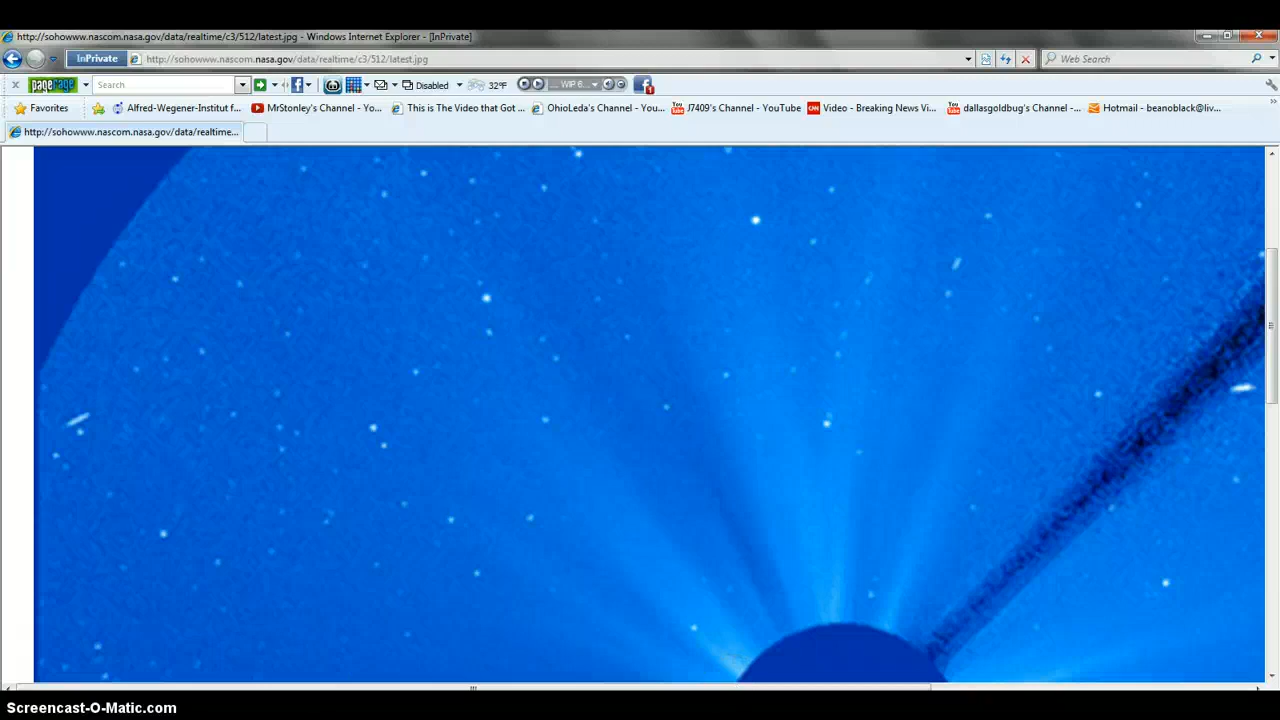 http://sohowww.nascom.nasa.gov/data/realtime/c3/512/latest.jpg - Windows Internet Explorer - [InPrivate]
InPrivate http://sohowww.nascom.nasa.gov/data/realtime/c3/512/latest.jpg Web Search
pagerage Search Disabled 32°F 1
Favorites Alfred-Wegener-Institut f... MrStonley's Channel - Yo... This is The Video that Got ... OhioLeda's Channel - You... J7409's Channel - YouTube Video - Breaking News Vi... dallasgoldbug's Channel -... Hotmail - beanoblack@liv...
http://sohowww.nascom.nasa.gov/data/realtime...
Screencast-O-Matic.com